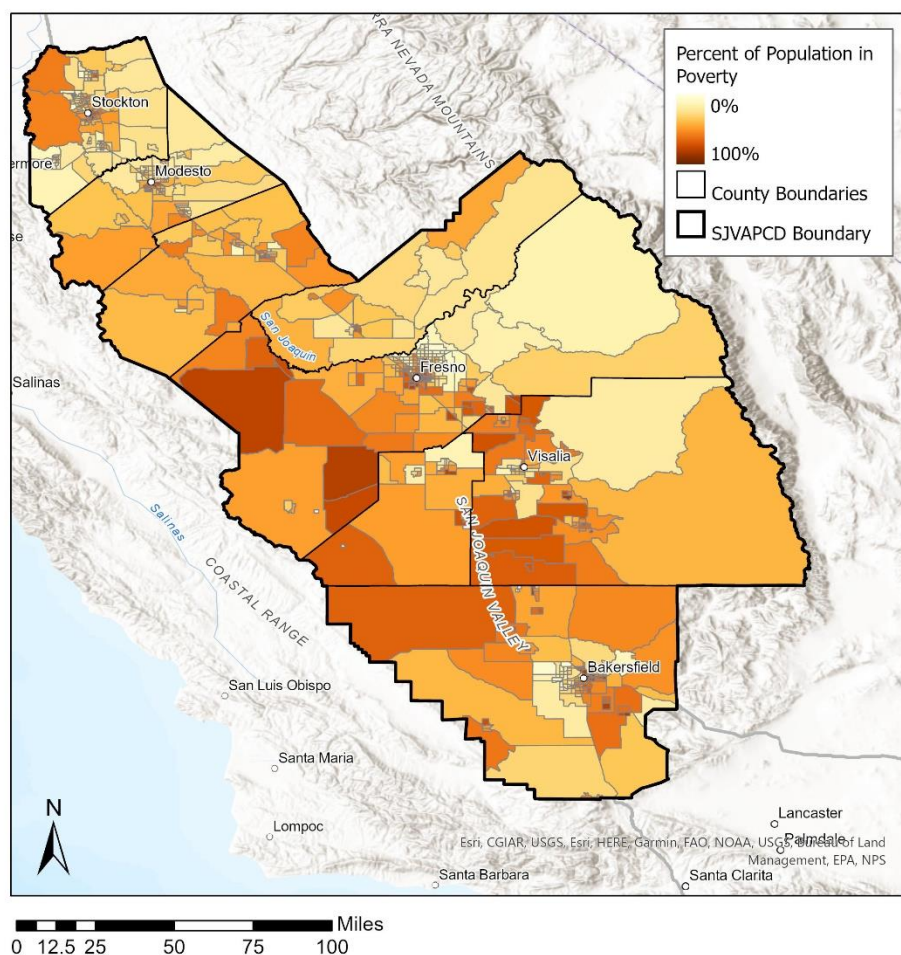 Percent of Population in
Poverty
0%
100%
County Boundaries
SJVAPCD Boundary
RRA NEVADA MOUNTAINS
Stockton
ermore
Modesto
se
San Joaquin
Fresno
Salinas
Visalia
Salinas
SAN JOAQUIN VALLEY
COASTAL RANGE
Bakersfield
San Luis Obispo
Santa Maria
Lompoc
N
Lancaster
Palmdale
Esri, CGIAR, USGS, Esri, HERE, Garmin, FAO, NOAA, USGS, Bureau of Land
Management, EPA, NPS
Santa Barbara
Santa Clarita
Miles
0 12.5 25 50 75 100